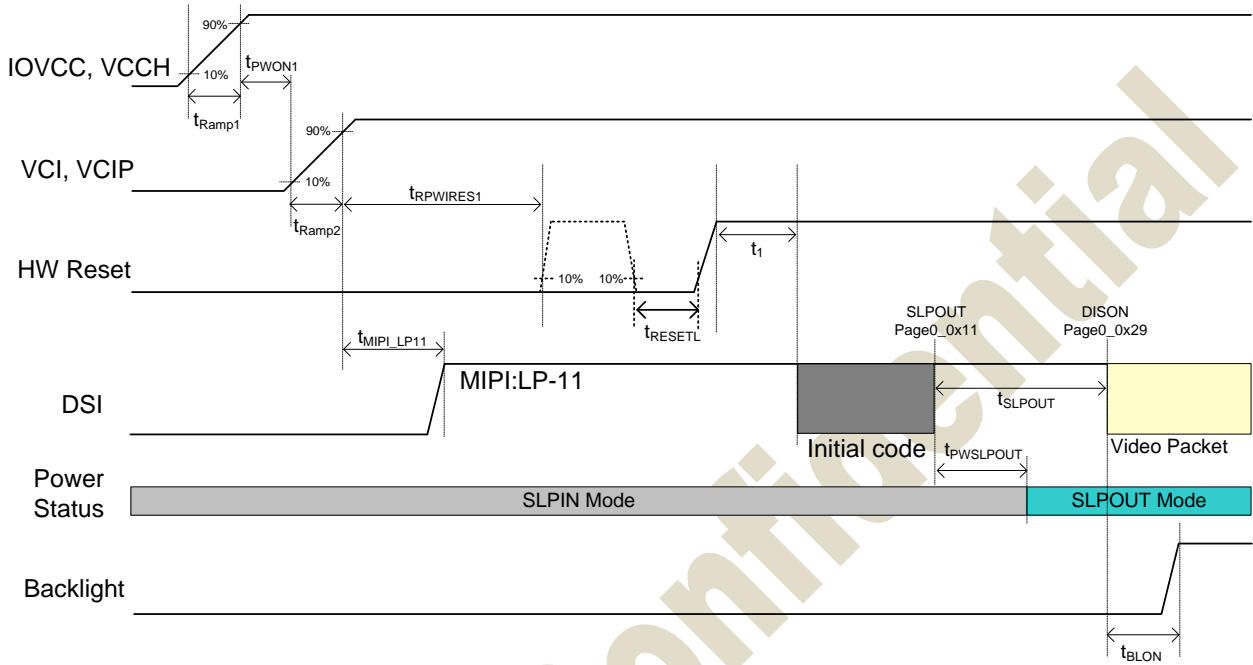 90%
IOVCC, VCCH
10%
tPWON1
tRamp1
90%
VCI, VCIP
10%
tRamp2
tRPWIRES1
HW Reset
10%
10%
tRESETL
t1
SLPOUT
Page0_0x11
DISON
Page0_0x29
tMIPI_LP11
MIPI:LP-11
DSI
tSLPOUT
Initial code
tPWSLPOUT
Video Packet
Power
Status
SLPIN Mode
SLPOUT Mode
Backlight
tBLON
onfidential